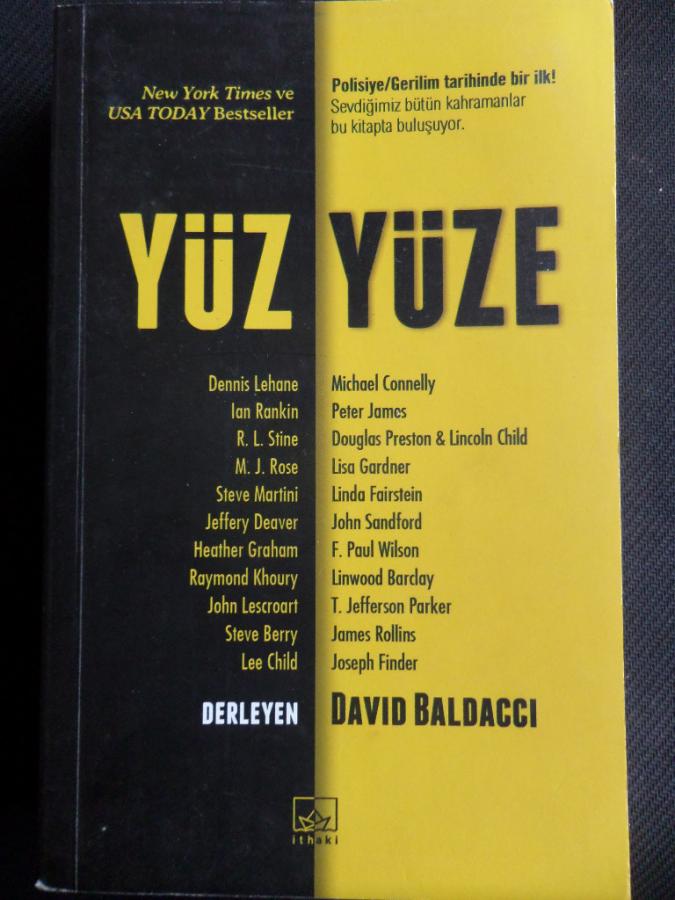 New York Times ve
USA TODAY Bestseller
Polisiye/Gerilim tarihinde bir ilk!
Sevdiğimiz bütün kahramanlar
bu kitapta buluşuyor.
YÜZ YÜZE
Dennis Lehane Michael Connelly
Ian Rankin Peter James
R. L. Stine Douglas Preston & Lincoln Child
M. J. Rose Lisa Gardner
Steve Martini Linda Fairstein
Jeffery Deaver John Sandford
Heather Graham F. Paul Wilson
Raymond Khoury Linwood Barclay
John Lescroart T. Jefferson Parker
Steve Berry James Rollins
Lee Child Joseph Finder
DERLEYEN DAVID BALDACCI
ithaki